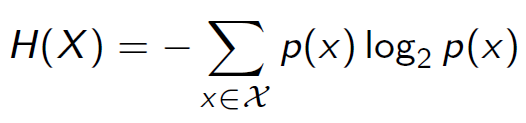 H(X) = − ∑ p(x) log₂ p(x)
x∈𝒳